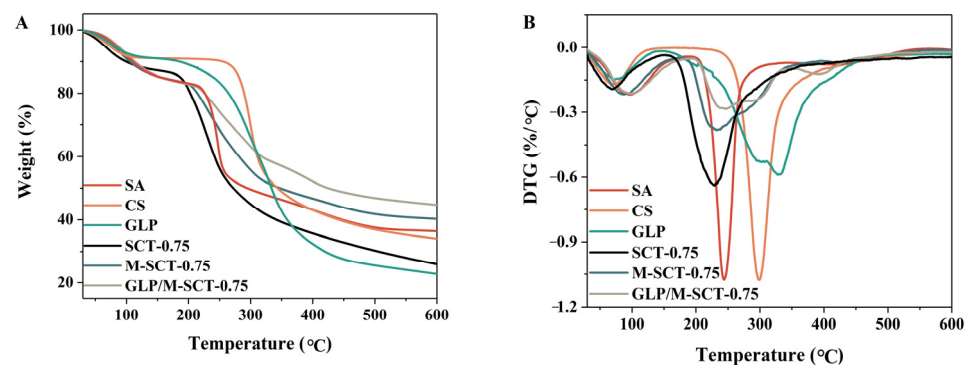 A
100
80
60
40
20
Weight (%)
SA
CS
GLP
SCT-0.75
M-SCT-0.75
GLP/M-SCT-0.75
100 200 300 400 500 600
Temperature (°C)
B
0.0
−0.3
−0.6
−0.9
−1.2
DTG (%/°C)
SA
CS
GLP
SCT-0.75
M-SCT-0.75
GLP/M-SCT-0.75
100 200 300 400 500 600
Temperature (°C)